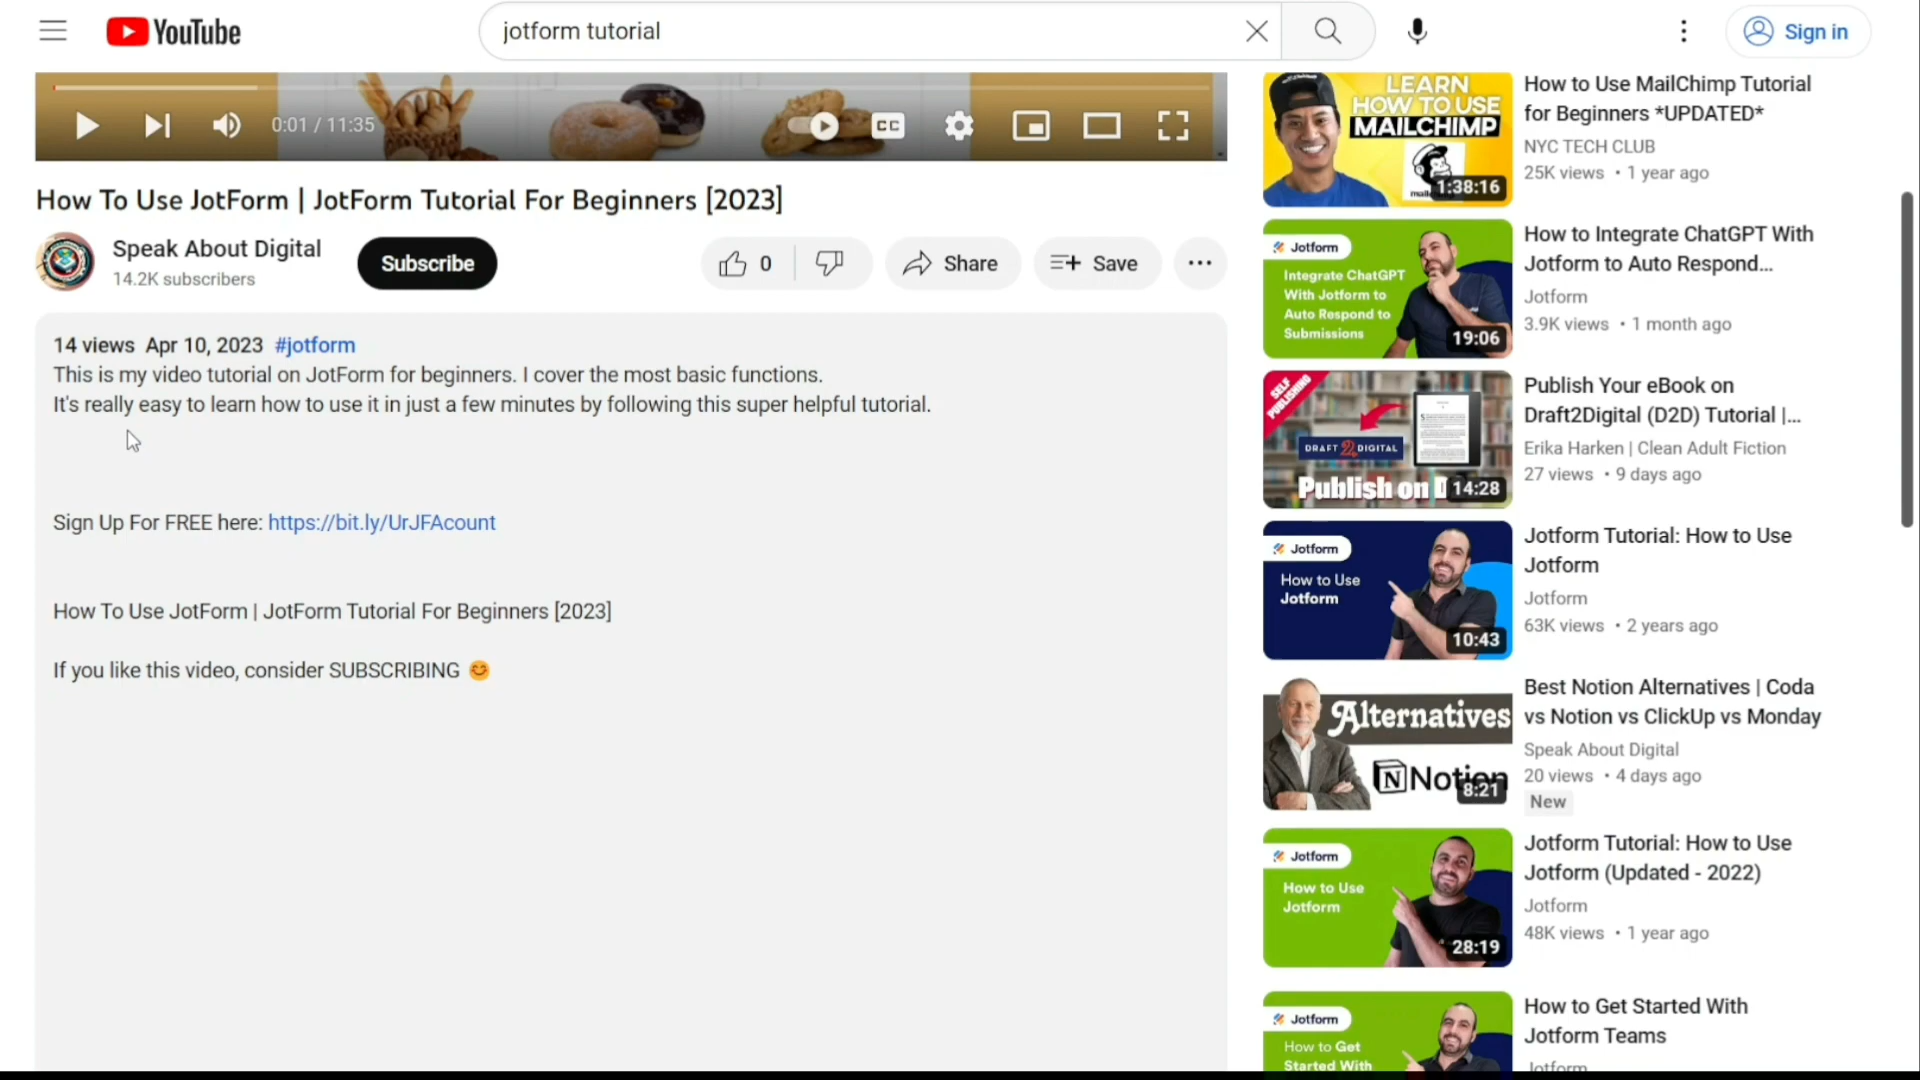 YouTube
jotform tutorial
Sign in
0:01 / 11:35
CC
How To Use JotForm | JotForm Tutorial For Beginners [2023]
Speak About Digital
14.2K subscribers
Subscribe
0
Share
Save
14 views Apr 10, 2023 #jotform
This is my video tutorial on JotForm for beginners. I cover the most basic functions.
It's really easy to learn how to use it in just a few minutes by following this super helpful tutorial.
Sign Up For FREE here: https://bit.ly/UrJFAcount
How To Use JotForm | JotForm Tutorial For Beginners [2023]
If you like this video, consider SUBSCRIBING 😊
LEARN
HOW TO USE
MAILCHIMP
1:38:16
How to Use MailChimp Tutorial
for Beginners *UPDATED*
NYC TECH CLUB
25K views • 1 year ago
Jotform
Integrate ChatGPT
With Jotform to
Auto Respond to
Submissions
19:06
How to Integrate ChatGPT With
Jotform to Auto Respond...
Jotform
3.9K views • 1 month ago
SELF
PUBLISHING
DRAFT 2 DIGITAL
Publish on D
14:28
Publish Your eBook on
Draft2Digital (D2D) Tutorial |...
Erika Harken | Clean Adult Fiction
27 views • 9 days ago
Jotform
How to Use
Jotform
10:43
Jotform Tutorial: How to Use
Jotform
Jotform
63K views • 2 years ago
Alternatives
Notion
8:21
Best Notion Alternatives | Coda
vs Notion vs ClickUp vs Monday
Speak About Digital
20 views • 4 days ago
New
Jotform
How to Use
Jotform
28:19
Jotform Tutorial: How to Use
Jotform (Updated - 2022)
Jotform
48K views • 1 year ago
Jotform
How to Get
Started With
How to Get Started With
Jotform Teams
Jotform